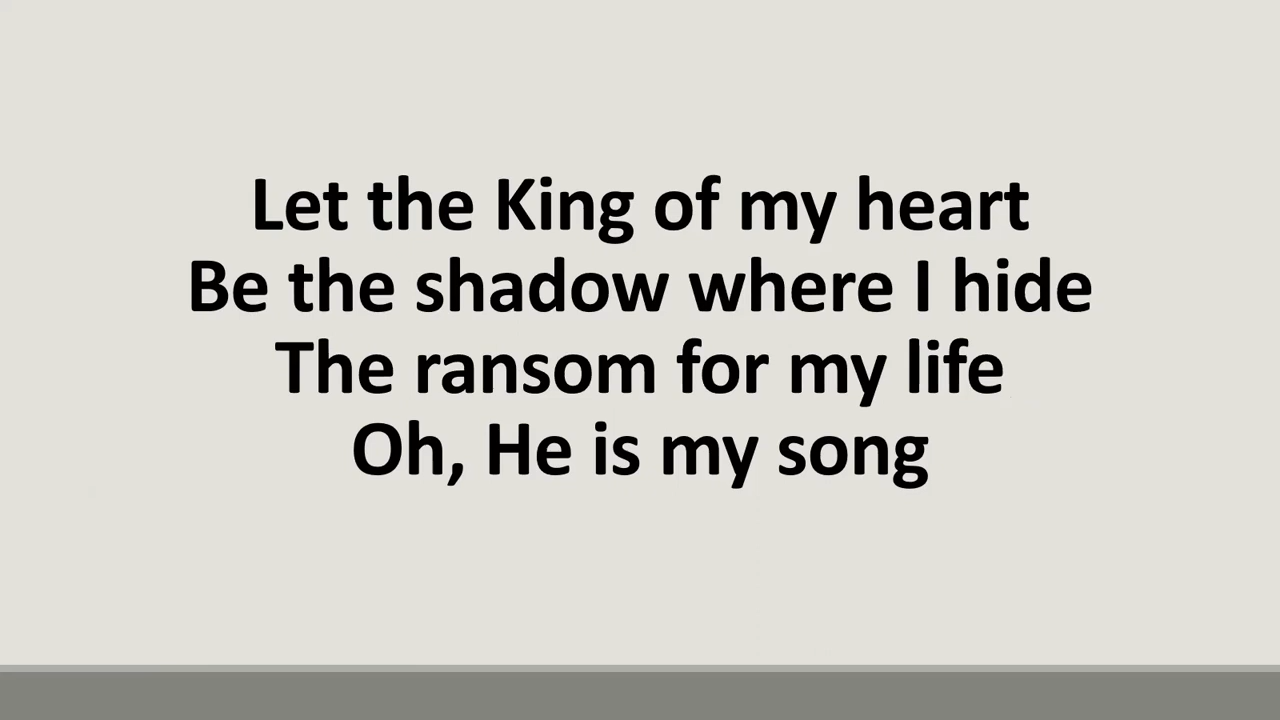 Let the King of my heart
Be the shadow where I hide
The ransom for my life
Oh, He is my song